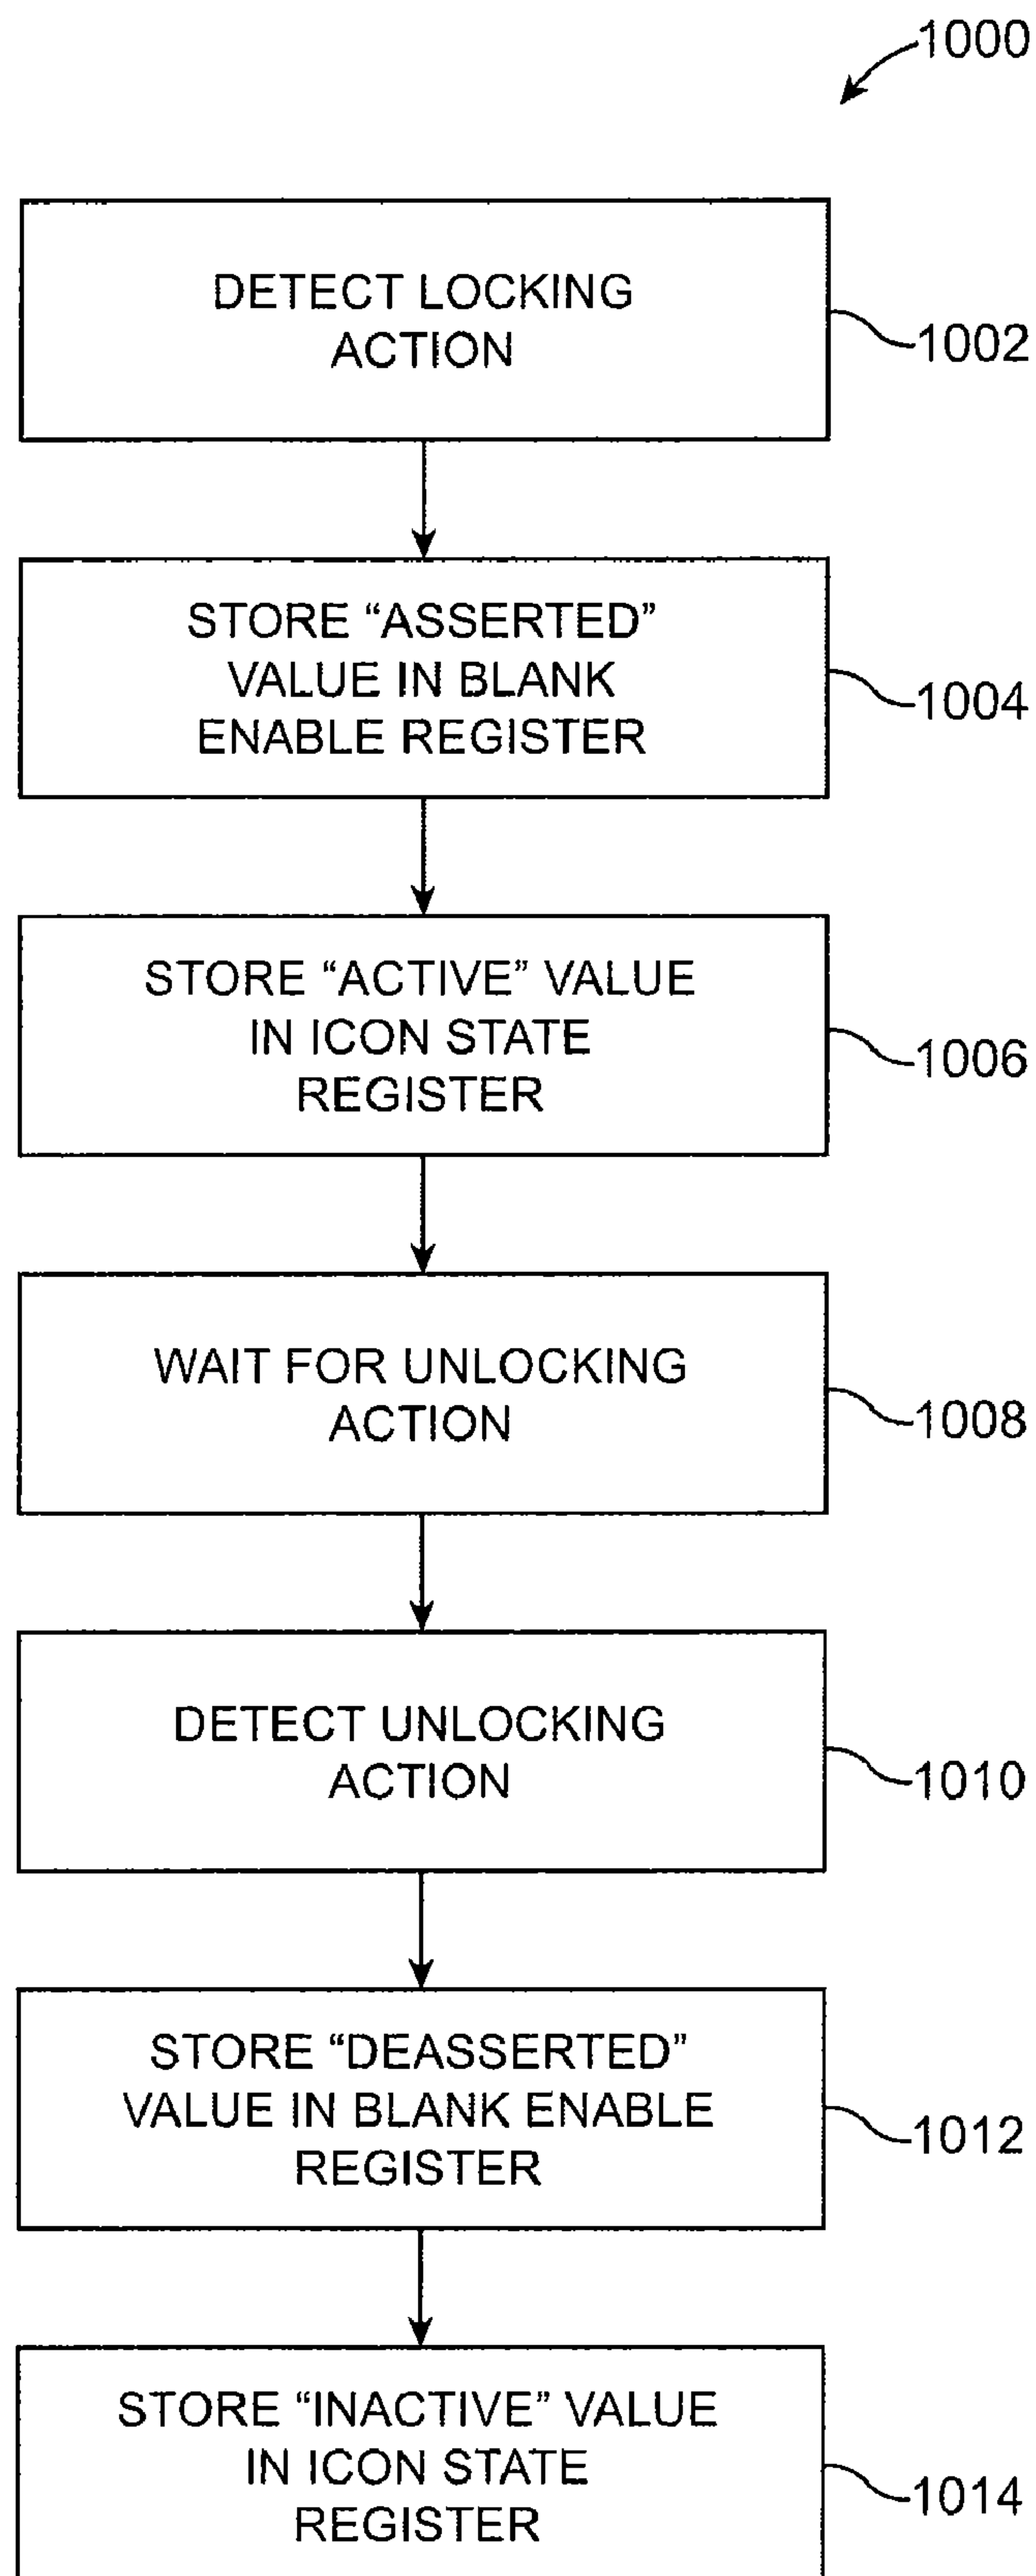 1000
DETECT LOCKING
ACTION
1002
STORE “ASSERTED”
VALUE IN BLANK
ENABLE REGISTER
1004
STORE “ACTIVE” VALUE
IN ICON STATE
REGISTER
1006
WAIT FOR UNLOCKING
ACTION
1008
DETECT UNLOCKING
ACTION
1010
STORE “DEASSERTED”
VALUE IN BLANK ENABLE
REGISTER
1012
STORE “INACTIVE” VALUE
IN ICON STATE
REGISTER
1014